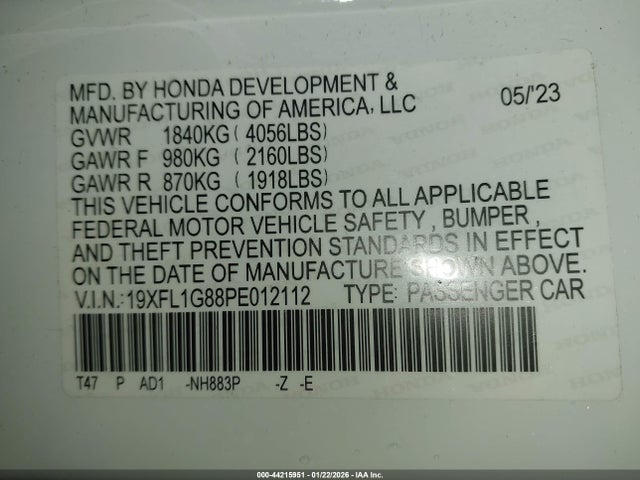 MFD. BY HONDA DEVELOPMENT &
MANUFACTURING OF AMERICA, LLC 05/'23
GVWR 1840KG ( 4056LBS)
GAWR F 980KG ( 2160LBS)
GAWR R 870KG ( 1918LBS)
THIS VEHICLE CONFORMS TO ALL APPLICABLE
FEDERAL MOTOR VEHICLE SAFETY , BUMPER ,
AND THEFT PREVENTION STANDARDS IN EFFECT
ON THE DATE OF MANUFACTURE SHOWN ABOVE.
V.I.N.:19XFL1G88PE012112 TYPE: PASSENGER CAR
T47 P AD1 -NH883P -Z -E
000-44215951 - 01/22/2026 - IAA Inc.